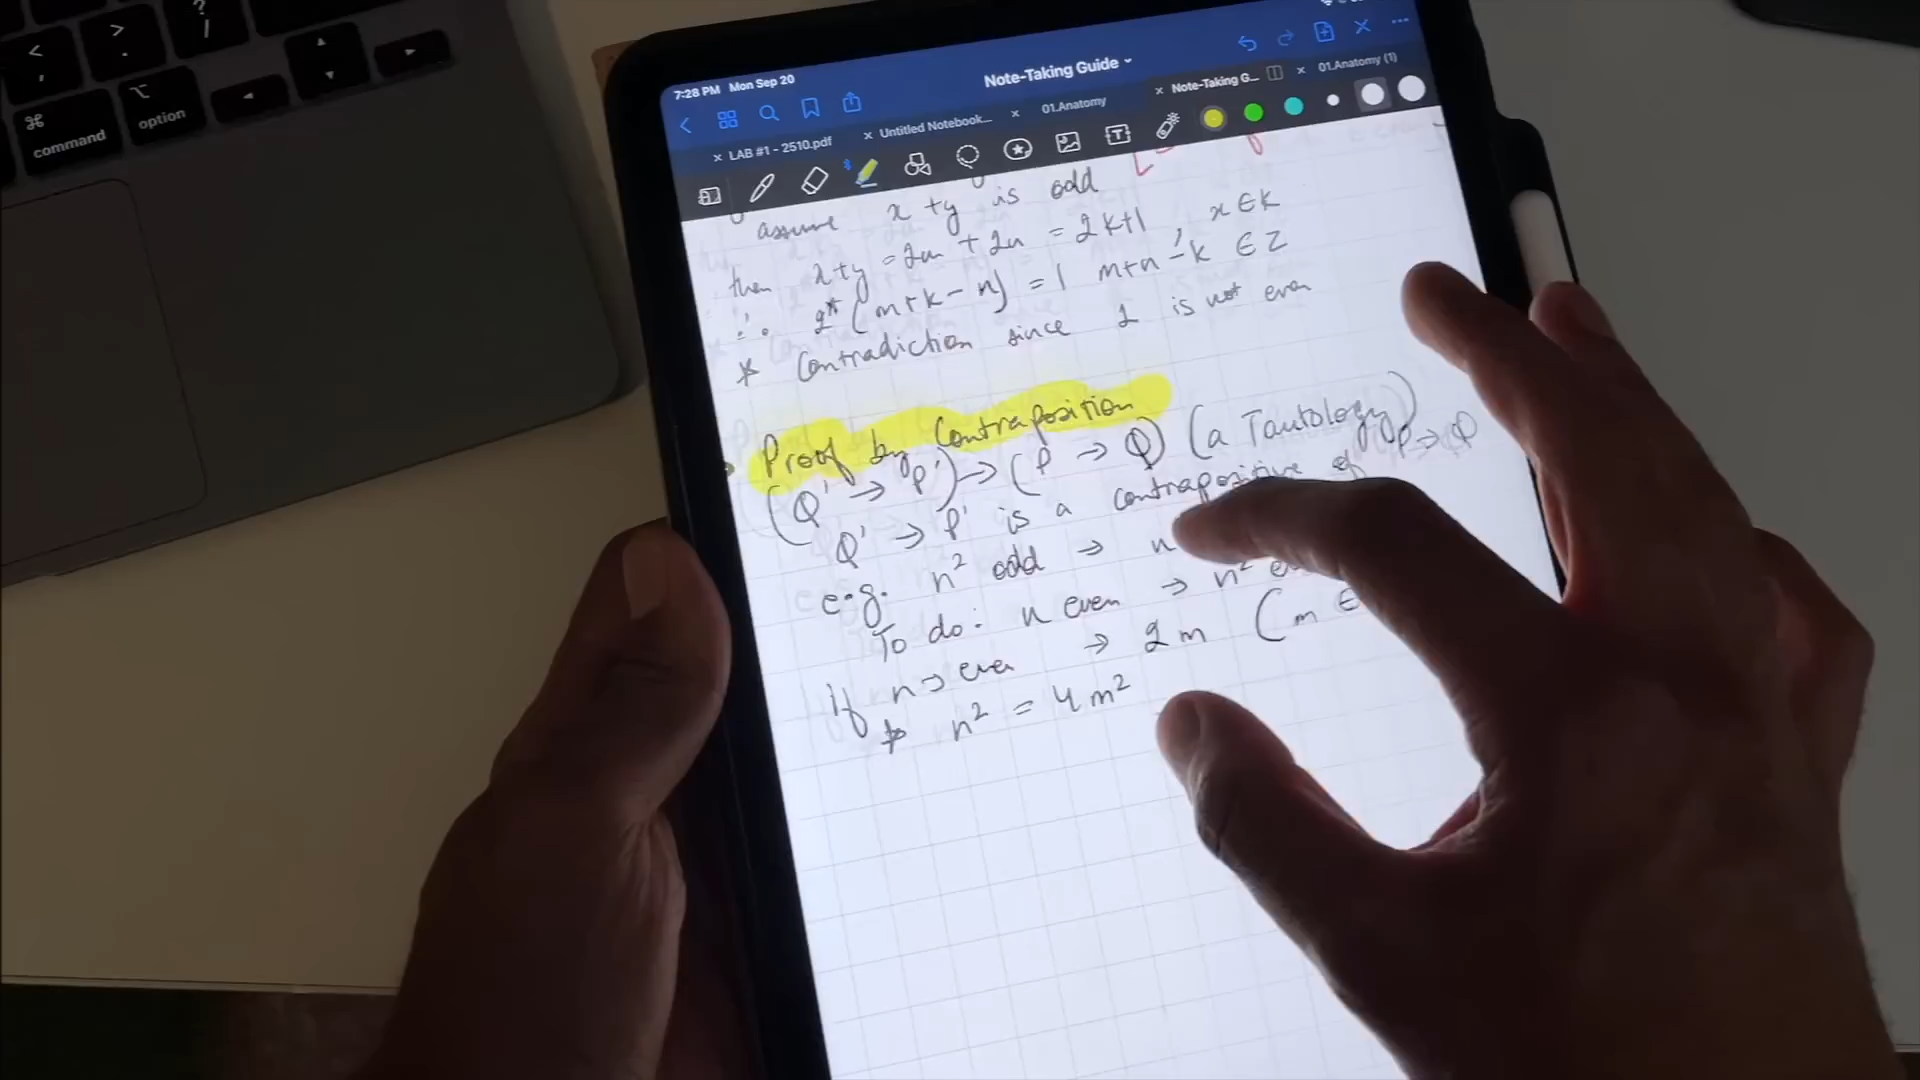 < ,
> .
? /
⌘ command
⌥ option
7:28 PM Mon Sep 20
Note-Taking Guide
× LAB #1 - 2510.pdf × Untitled Notebook... × 01.Anatomy × Note-Taking G... × 01.Anatomy (1)
assume x + y is odd
then x+y = 2m + 2n = 2k+1, x ∈ K
∴ 2*(m+k-n) = 1 m+n-k ∈ Z
* Contradiction since 1 is not even
Proof by Contraposition
(Q' → P') → (P → Q) (a Tautology)
Q' → P' is a contrapositive of P → Q
e.g. n² odd → n
To do: n even → n²
If n → even → 2m (m ∈
* n² = 4m²